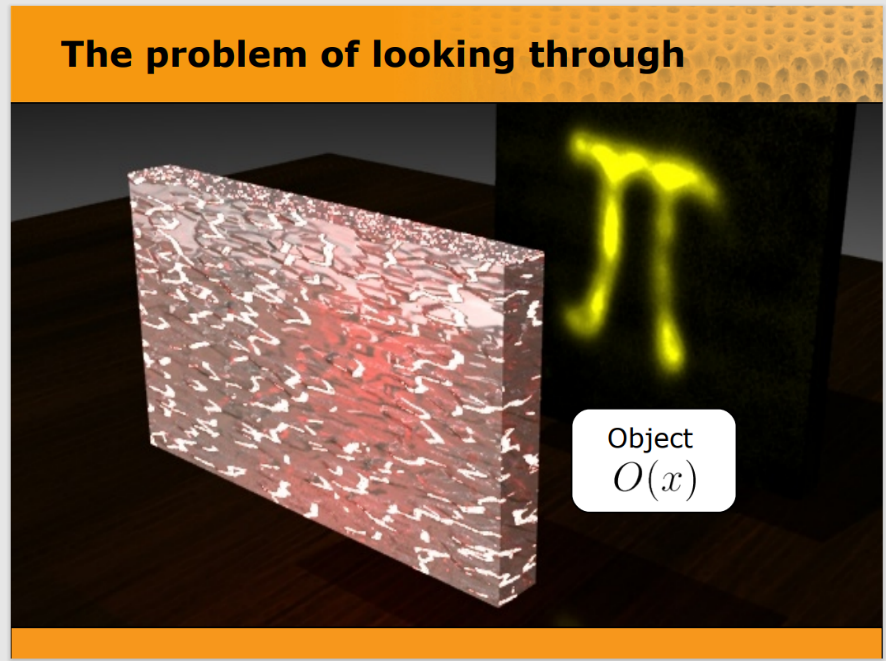 The problem of looking through
π
Object
O(x)